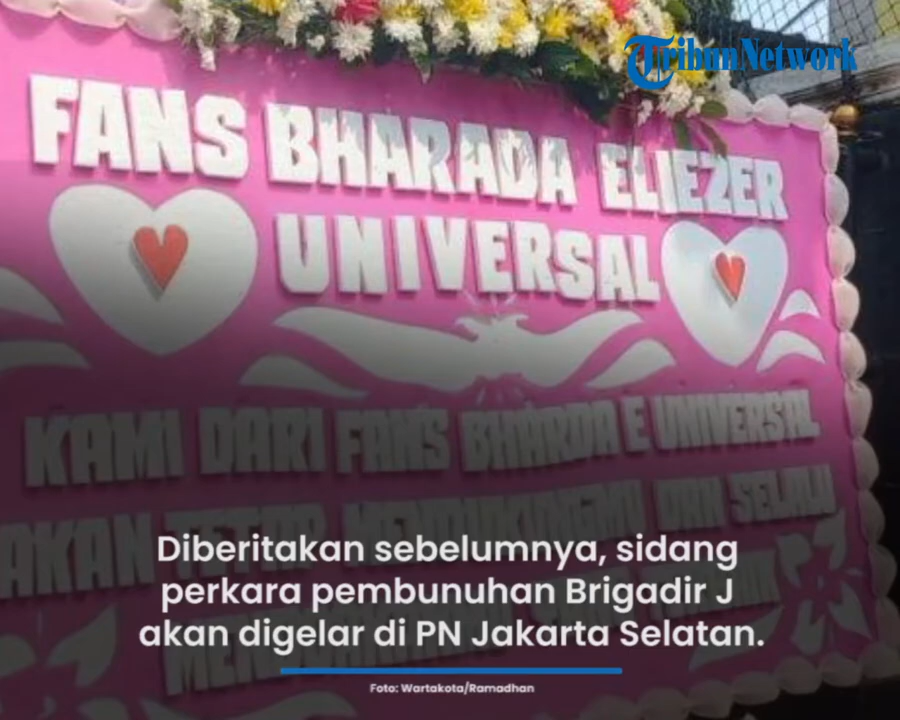 TribunNetwork
FANS BHARADA ELIEZER
UNIVERSAL
KAMI DARI FANS BHARDA E UNIVERSAL
AKAN TETAP MENDUKUNGMU DAN SELALU
Diberitakan sebelumnya, sidang
perkara pembunuhan Brigadir J
akan digelar di PN Jakarta Selatan.
Foto: Wartakota/Ramadhan